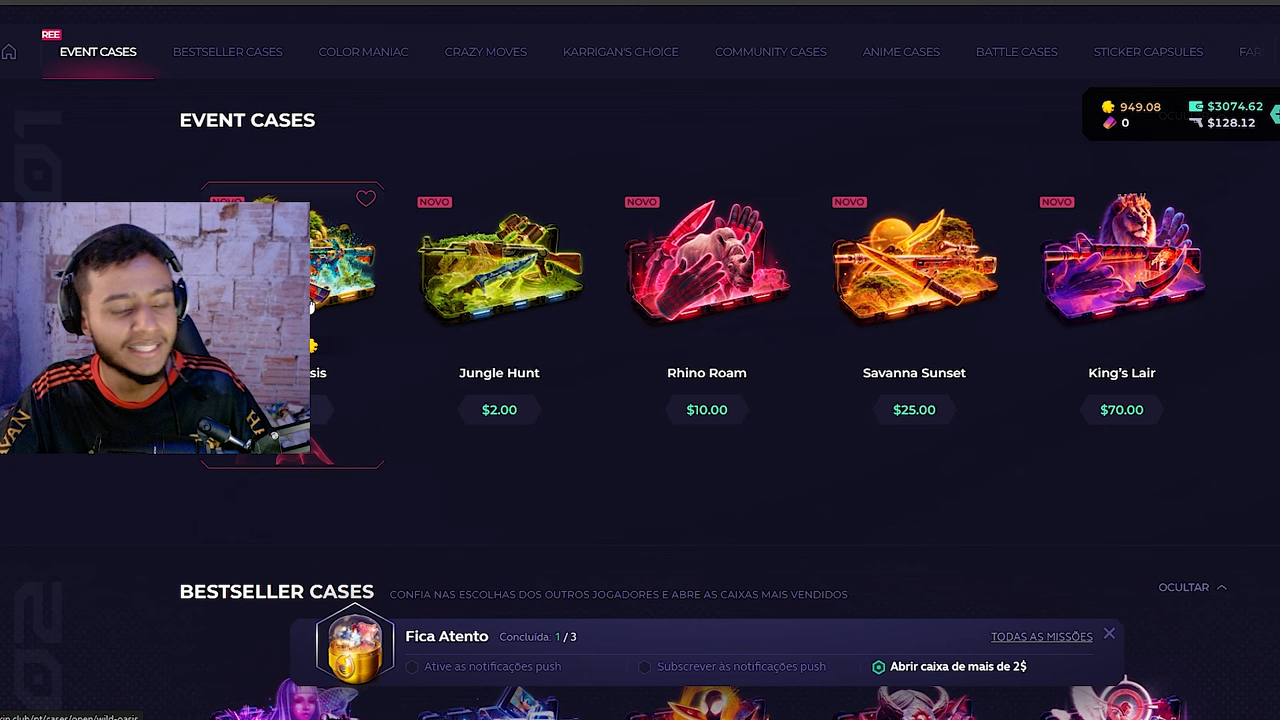 REE
EVENT CASES
BESTSELLER CASES
COLOR MANIAC
CRAZY MOVES
KARRIGAN'S CHOICE
COMMUNITY CASES
ANIME CASES
BATTLE CASES
STICKER CAPSULES
FAR
EVENT CASES
949.08
$3074.62
0
$128.12
NOVO
NOVO
NOVO
NOVO
NOVO
sis
Jungle Hunt
Rhino Roam
Savanna Sunset
King's Lair
$2.00
$10.00
$25.00
$70.00
BESTSELLER CASES
CONFIA NAS ESCOLHAS DOS OUTROS JOGADORES E ABRE AS CAIXAS MAIS VENDIDOS
OCULTAR
Fica Atento
Concluída: 1 / 3
TODAS AS MISSÕES
Ative as notificações push
Subscrever às notificações push
Abrir caixa de mais de 2$